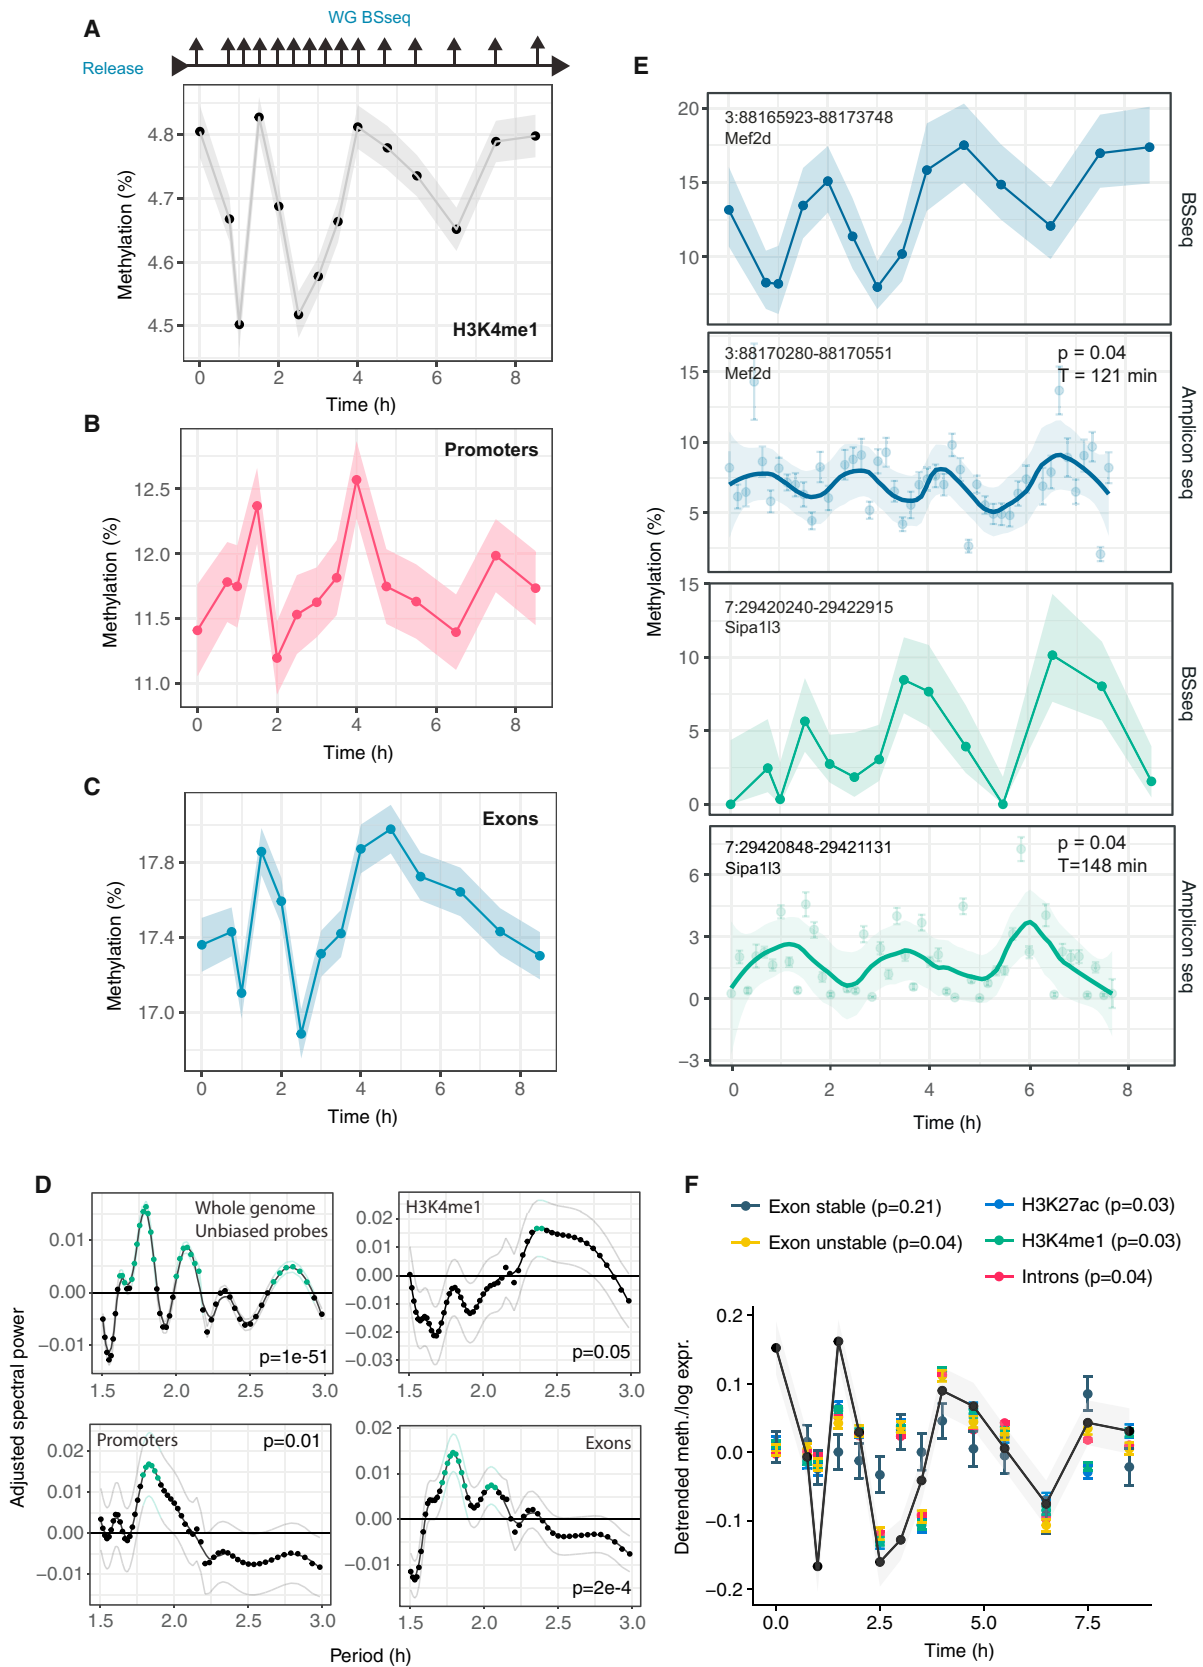 A
WG BSseq
Release
Methylation (%)
4.8
4.7
4.6
4.5
H3K4me1
0 2 4 6 8
Time (h)
B
Promoters
Methylation (%)
12.5
12.0
11.5
11.0
0 2 4 6 8
Time (h)
C
Exons
Methylation (%)
17.8
17.4
17.0
0 2 4 6 8
Time (h)
D
Adjusted spectral power
Whole genome
Unbiased probes
0.01
0.00
−0.01
p=1e-51
1.5 2.0 2.5 3.0
H3K4me1
0.02
0.01
0.00
−0.01
−0.02
−0.03
p=0.05
1.5 2.0 2.5 3.0
Promoters
p=0.01
0.02
0.01
0.00
−0.01
1.5 2.0 2.5 3.0
Exons
0.02
0.01
0.00
−0.01
p=2e-4
1.5 2.0 2.5 3.0
Period (h)
E
Methylation (%)
3:88165923-88173748
Mef2d
20
15
10
BSseq
3:88170280-88170551
Mef2d
p = 0.04
T = 121 min
15
10
5
Amplicon seq
7:29420240-29422915
Sipa1l3
15
10
5
0
BSseq
7:29420848-29421131
Sipa1l3
p = 0.04
T=148 min
6
3
0
−3
Amplicon seq
0 2 4 6 8
Time (h)
F
Exon stable (p=0.21)
Exon unstable (p=0.04)
H3K27ac (p=0.03)
H3K4me1 (p=0.03)
Introns (p=0.04)
Detrended meth./log expr.
0.2
0.1
0.0
−0.1
−0.2
0.0 2.5 5.0 7.5
Time (h)